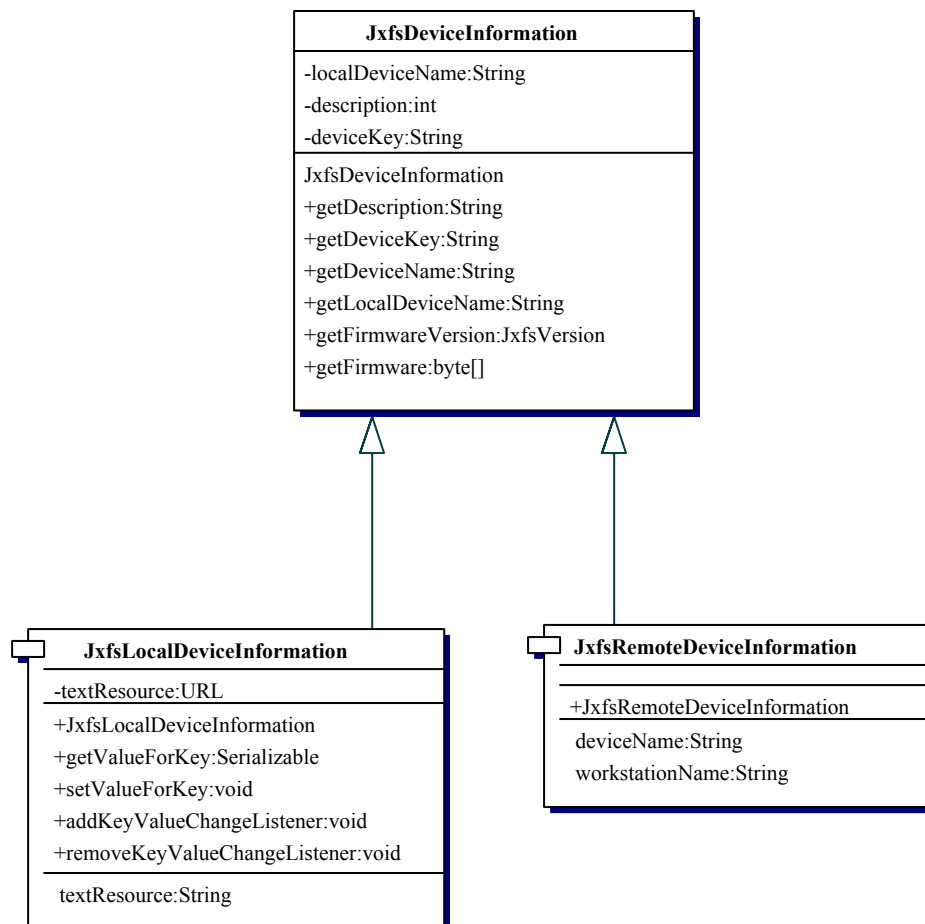 JxfsDeviceInformation
-localDeviceName:String
-description:int
-deviceKey:String
JxfsDeviceInformation
+getDescription:String
+getDeviceKey:String
+getDeviceName:String
+getLocalDeviceName:String
+getFirmwareVersion:JxfsVersion
+getFirmware:byte[]
JxfsLocalDeviceInformation
-textResource:URL
+JxfsLocalDeviceInformation
+getValueForKey:Serializable
+setValueForKey:void
+addKeyValueChangeListener:void
+removeKeyValueChangeListener:void
textResource:String
JxfsRemoteDeviceInformation
+JxfsRemoteDeviceInformation
deviceName:String
workstationName:String